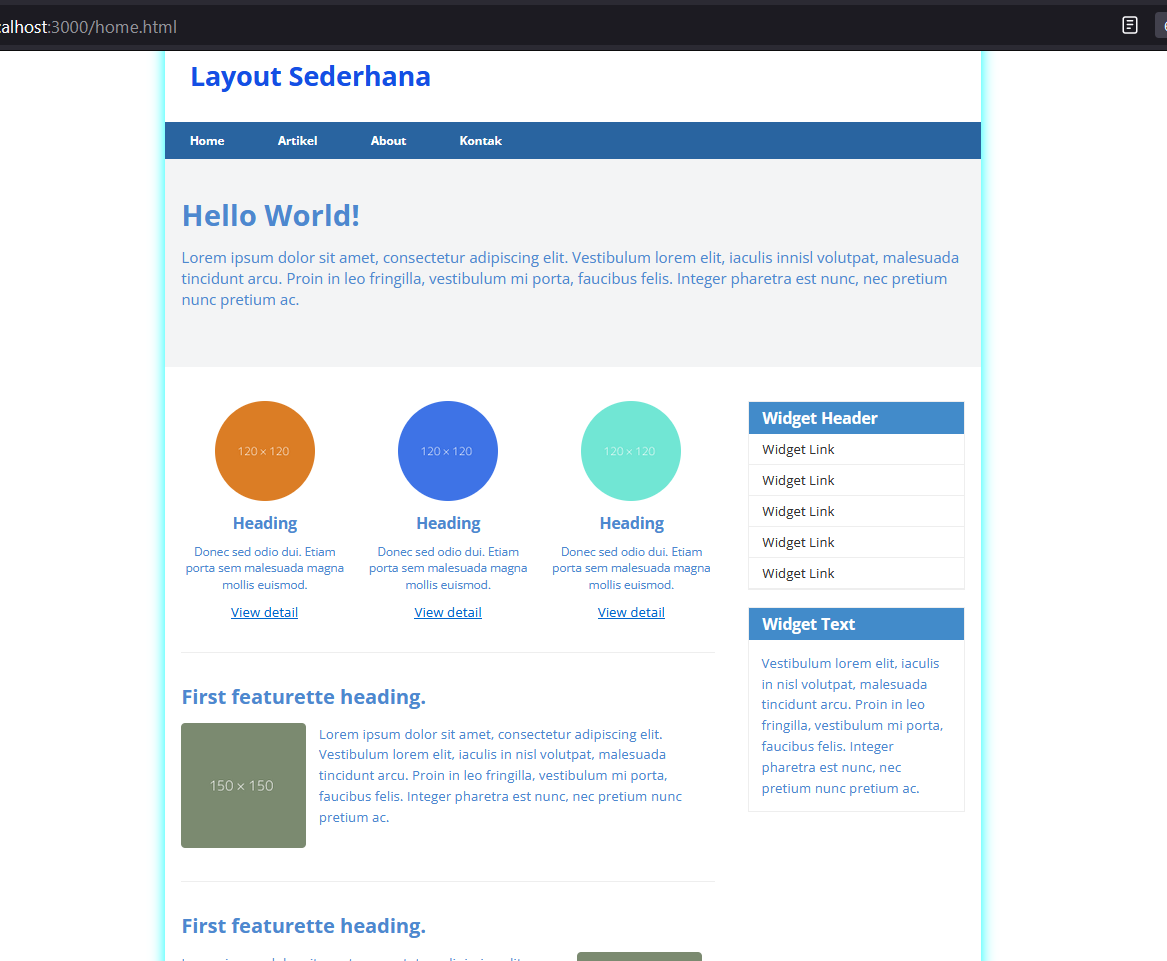 calhost:3000/home.html
Layout Sederhana
Home Artikel About Kontak
Hello World!
Lorem ipsum dolor sit amet, consectetur adipiscing elit. Vestibulum lorem elit, iaculis innisl volutpat, malesuada
tincidunt arcu. Proin in leo fringilla, vestibulum mi porta, faucibus felis. Integer pharetra est nunc, nec pretium
nunc pretium ac.
120 × 120
Heading
Donec sed odio dui. Etiam
porta sem malesuada magna
mollis euismod.
View detail
120 × 120
Heading
Donec sed odio dui. Etiam
porta sem malesuada magna
mollis euismod.
View detail
120 × 120
Heading
Donec sed odio dui. Etiam
porta sem malesuada magna
mollis euismod.
View detail
First featurette heading.
150 × 150
Lorem ipsum dolor sit amet, consectetur adipiscing elit.
Vestibulum lorem elit, iaculis in nisl volutpat, malesuada
tincidunt arcu. Proin in leo fringilla, vestibulum mi porta,
faucibus felis. Integer pharetra est nunc, nec pretium nunc
pretium ac.
First featurette heading.
Widget Header
Widget Link
Widget Link
Widget Link
Widget Link
Widget Link
Widget Text
Vestibulum lorem elit, iaculis
in nisl volutpat, malesuada
tincidunt arcu. Proin in leo
fringilla, vestibulum mi porta,
faucibus felis. Integer
pharetra est nunc, nec
pretium nunc pretium ac.